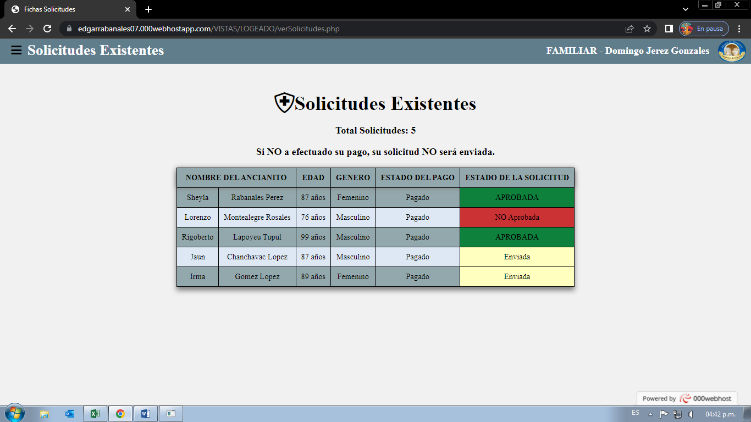 Fichas Solicitudes
edgarrabanales07.000webhostapp.com/VISTAS/LOGEADO/verSolicitudes.php
En pausa
Solicitudes Existentes
FAMILIAR - Domingo Jerez Gonzales
Solicitudes Existentes
Total Solicitudes: 5
Si NO a efectuado su pago, su solicitud NO será enviada.
NOMBRE DEL ANCIANITO EDAD GENERO ESTADO DEL PAGO ESTADO DE LA SOLICITUD
Sheyla Rabanales Perez 87 años Femenino Pagado APROBADA
Lorenzo Montealegre Rosales 76 años Masculino Pagado NO Aprobada
Rigoberto Lapoyeu Tupul 99 años Masculino Pagado APROBADA
Jaun Chanchavac Lopez 87 años Masculino Pagado Enviada
Irma Gomez Lopez 89 años Femenino Pagado Enviada
Powered by 000webhost
ES 04:42 p.m.